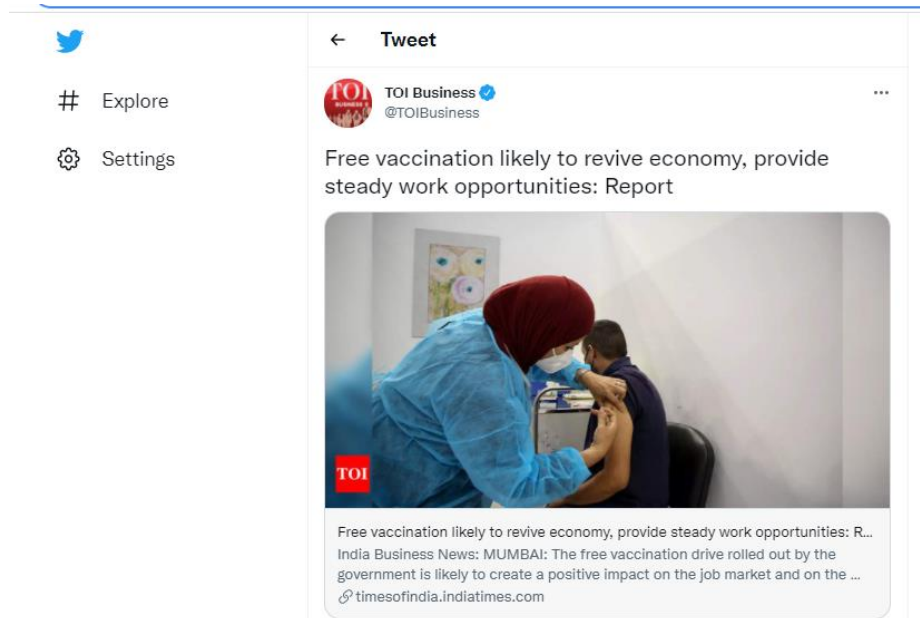 ← Tweet
# Explore
Settings
TOI Business
@TOIBusiness
Free vaccination likely to revive economy, provide
steady work opportunities: Report
TOI
Free vaccination likely to revive economy, provide steady work opportunities: R...
India Business News: MUMBAI: The free vaccination drive rolled out by the
government is likely to create a positive impact on the job market and on the ...
timesofindia.indiatimes.com